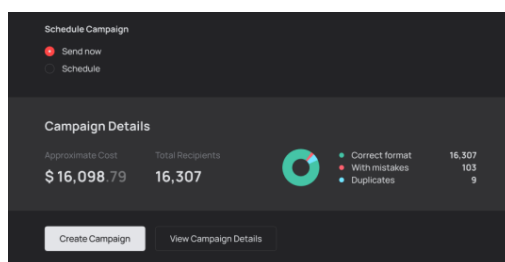 Schedule Campaign
Send now
Schedule
Campaign Details
Approximate Cost
$16,098.79
Total Recipients
16,307
Correct format 16,307
With mistakes 103
Duplicates 9
Create Campaign
View Campaign Details